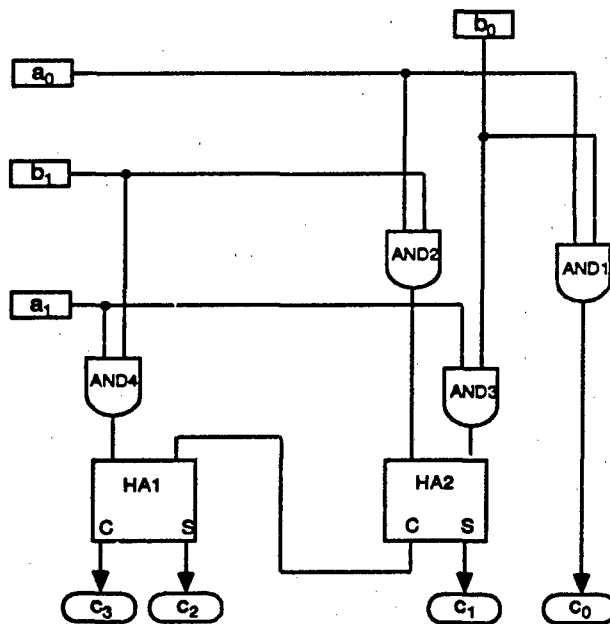 b₀
a₀
b₁
AND2
AND1
a₁
AND4
AND3
HA1
HA2
C S
C S
c₃
c₂
c₁
c₀